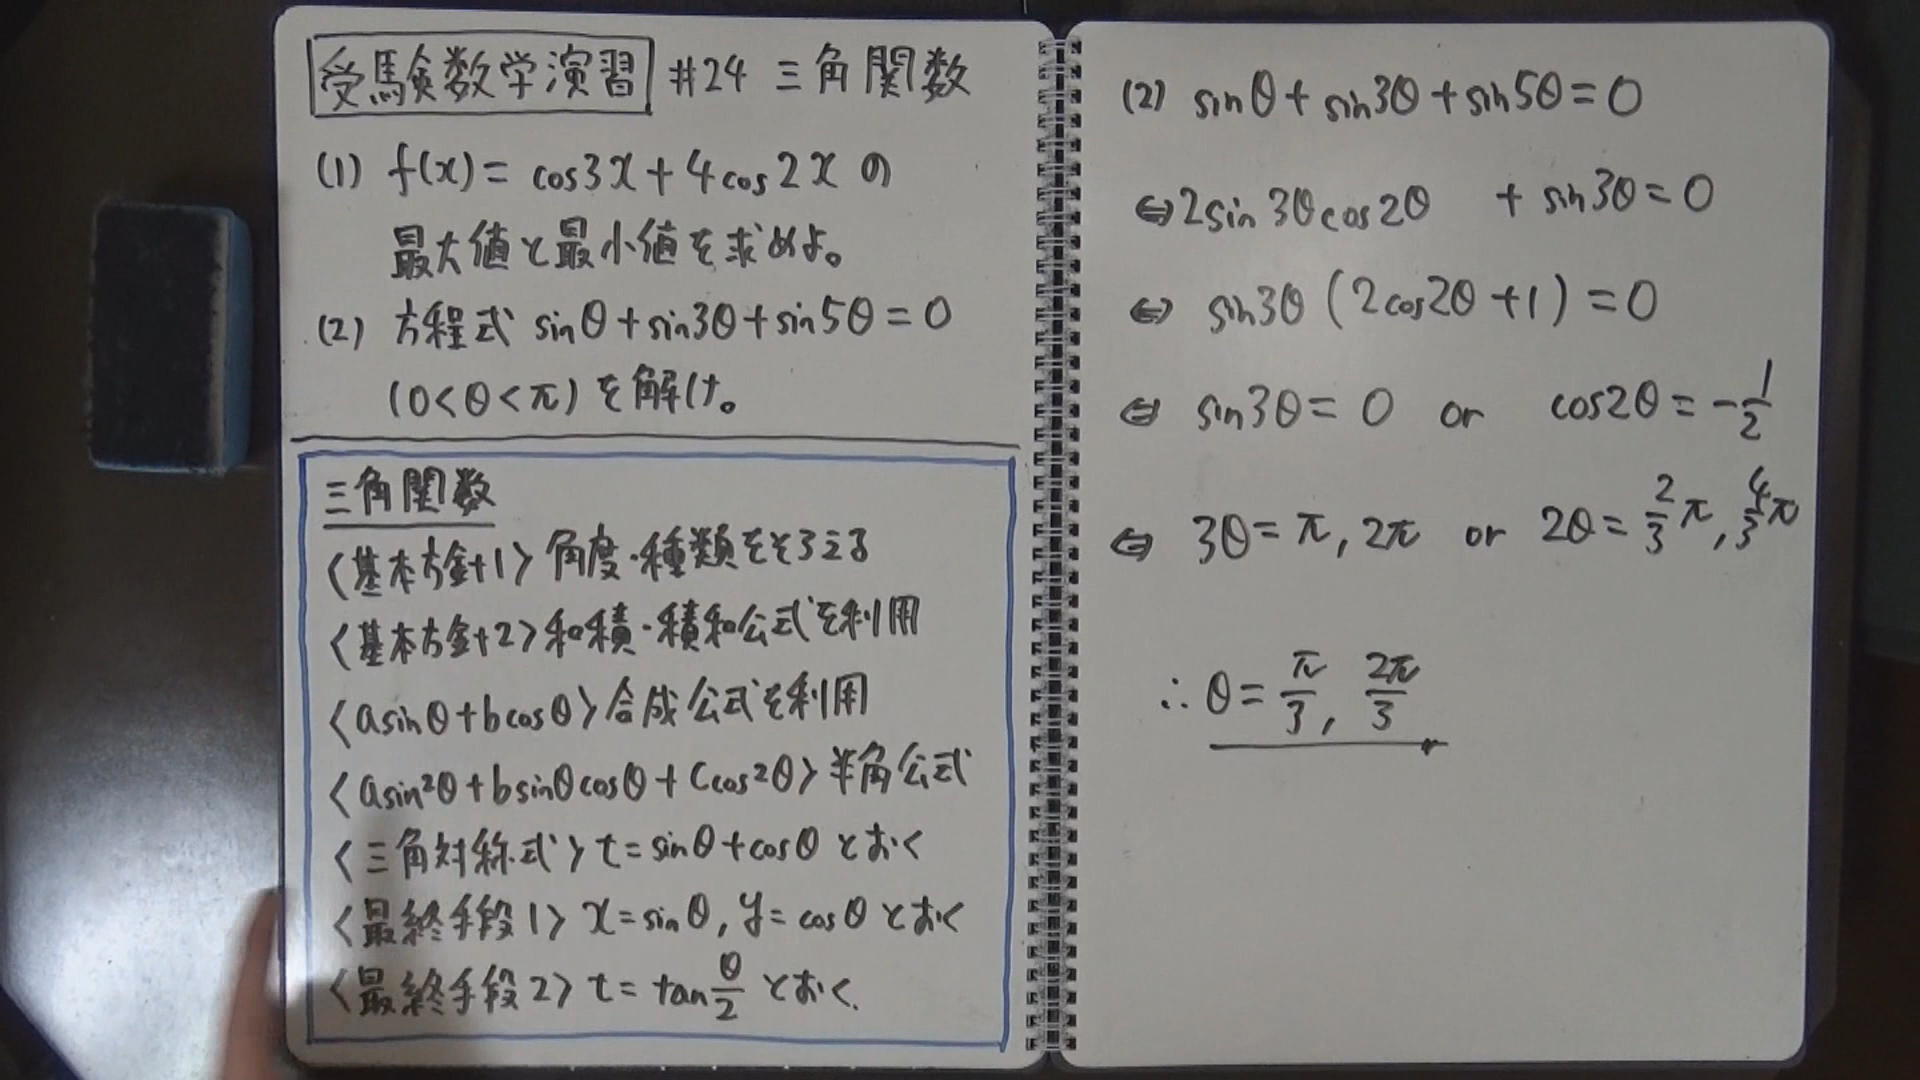 受験数学演習 #24 三角関数
(1) f(x) = cos3x + 4cos2x の
最大値と最小値を求めよ。
(2) 方程式 sinθ + sin3θ + sin5θ = 0
(0 < θ < π) を解け。
三角関数
〈基本方針1〉角度・種類をそろえる
〈基本方針2〉和積・積和公式を利用
〈asinθ + bcosθ〉合成公式を利用
〈asin²θ + bsinθcosθ + ccos²θ〉半角公式
〈三角対称式〉t = sinθ + cosθ とおく
〈最終手段1〉x = sinθ, y = cosθ とおく
〈最終手段2〉t = tan θ/2 とおく.
(2) sinθ + sin3θ + sin5θ = 0
⇔ 2sin3θcos2θ + sin3θ = 0
⇔ sin3θ (2cos2θ + 1) = 0
⇔ sin3θ = 0 or cos2θ = -1/2
⇔ 3θ = π, 2π or 2θ = 2/3 π, 4/3 π
∴ θ = π/3, 2π/3